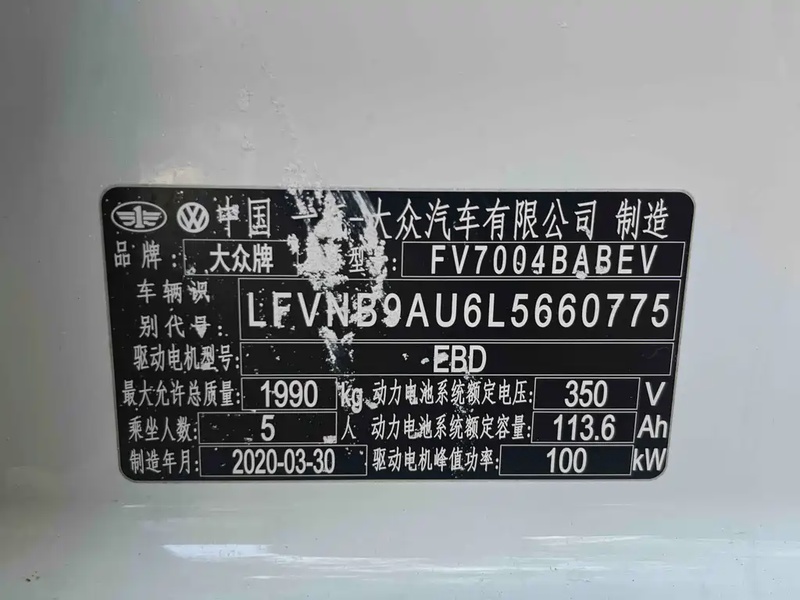 中国 一汽-大众汽车有限公司 制造
品牌: 大众牌 型号: FV7004BABEV
车辆识
别代号: LFVNB9AU6L5660775
驱动电机型号: EBD
最大允许总质量: 1990 kg 动力电池系统额定电压: 350 V
乘坐人数: 5 人 动力电池系统额定容量: 113.6 Ah
制造年月: 2020-03-30 驱动电机峰值功率: 100 kW